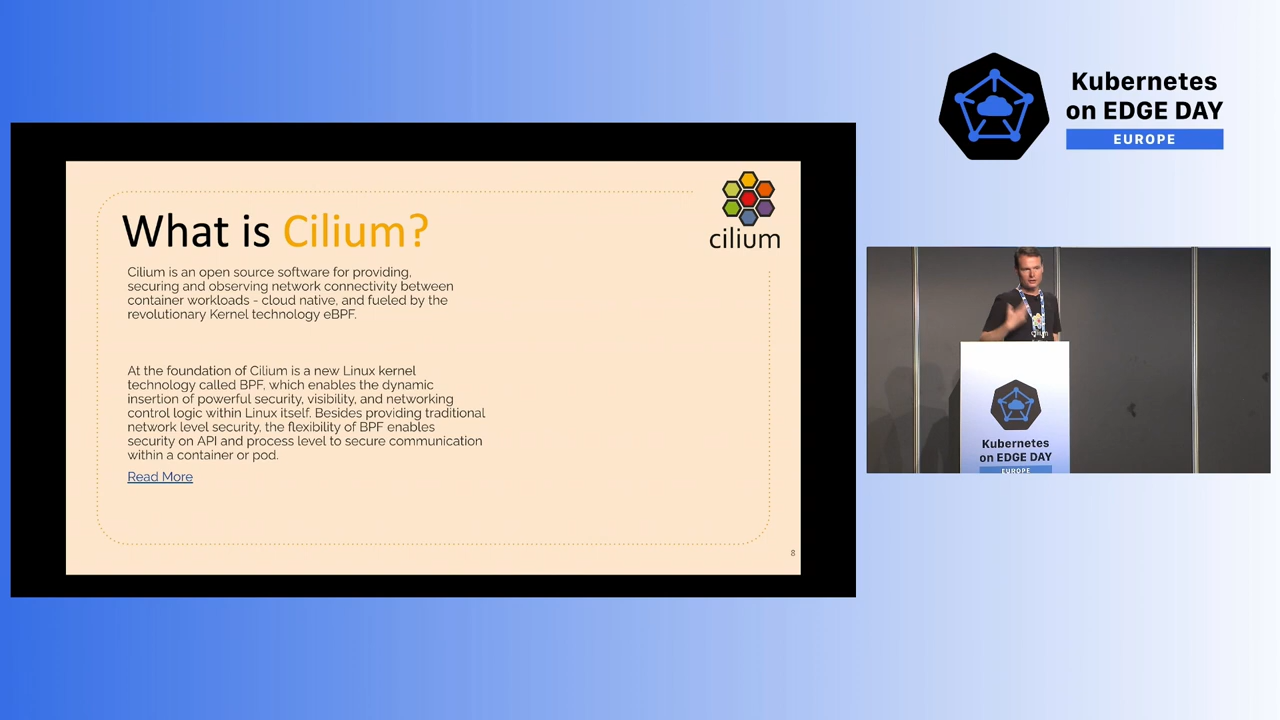 Kubernetes
on EDGE DAY
EUROPE
What is Cilium?
cilium
Cilium is an open source software for providing,
securing and observing network connectivity between
container workloads - cloud native, and fueled by the
revolutionary Kernel technology eBPF.
At the foundation of Cilium is a new Linux kernel
technology called BPF, which enables the dynamic
insertion of powerful security, visibility, and networking
control logic within Linux itself. Besides providing traditional
network level security, the flexibility of BPF enables
security on API and process level to secure communication
within a container or pod.
Read More
8
cilium
Kubernetes
on EDGE DAY
EUROPE